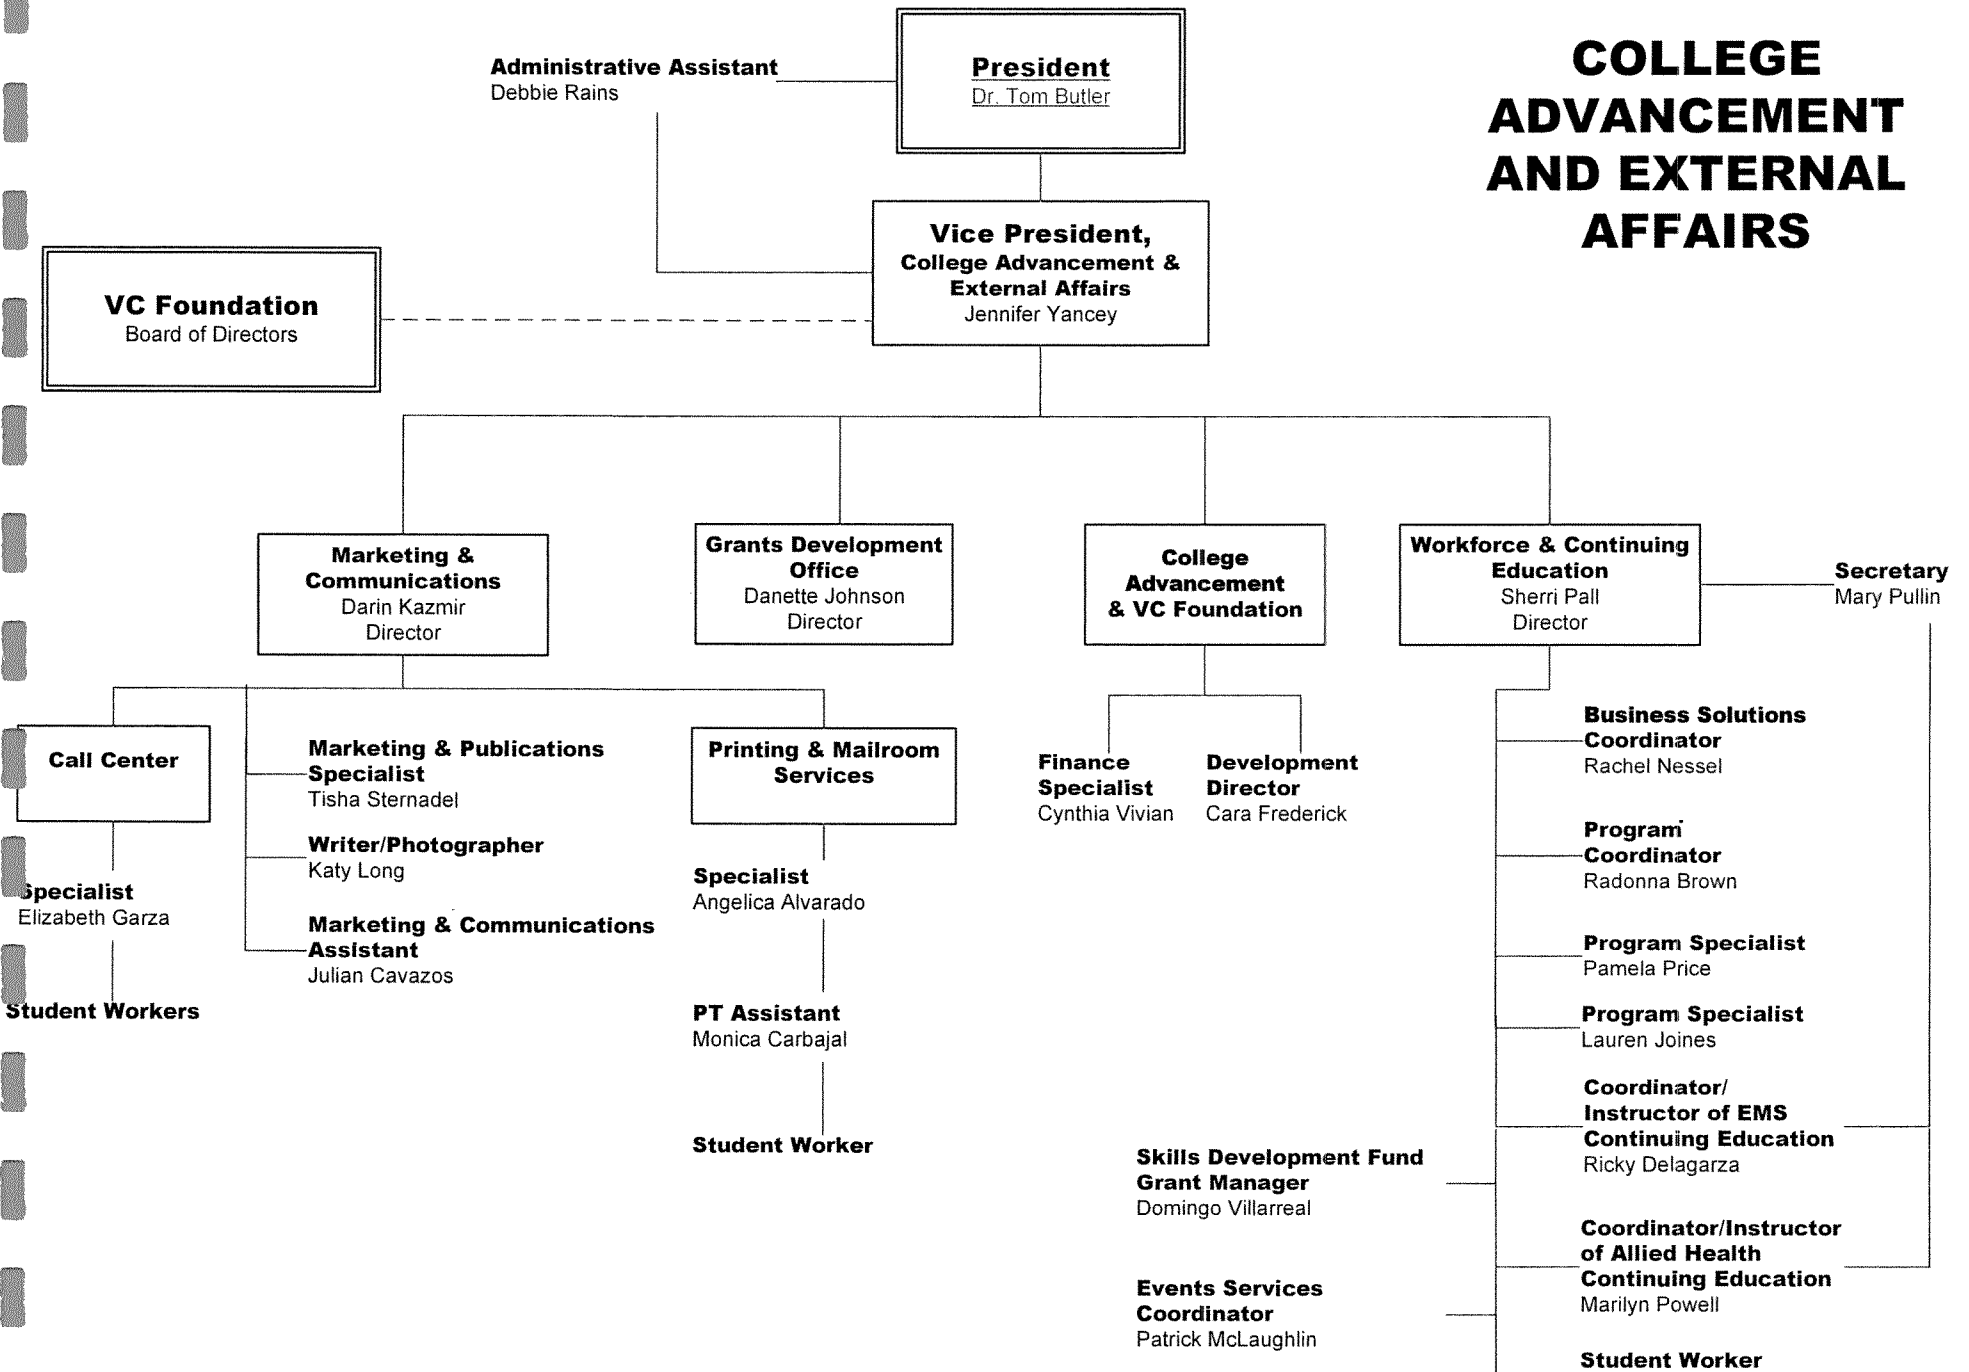 COLLEGE
ADVANCEMENT
AND EXTERNAL
AFFAIRS
Administrative Assistant
Debbie Rains
President
Dr. Tom Butler
Vice President,
College Advancement &
External Affairs
Jennifer Yancey
VC Foundation
Board of Directors
Marketing &
Communications
Darin Kazmir
Director
Grants Development
Office
Danette Johnson
Director
College
Advancement
& VC Foundation
Workforce & Continuing
Education
Sherri Pall
Director
Secretary
Mary Pullin
Call Center
Specialist
Elizabeth Garza
Student Workers
Marketing & Publications
Specialist
Tisha Sternadel
Writer/Photographer
Katy Long
Marketing & Communications
Assistant
Julian Cavazos
Printing & Mailroom
Services
Specialist
Angelica Alvarado
PT Assistant
Monica Carbajal
Student Worker
Finance
Specialist
Cynthia Vivian
Development
Director
Cara Frederick
Business Solutions
Coordinator
Rachel Nessel
Program
Coordinator
Radonna Brown
Program Specialist
Pamela Price
Program Specialist
Lauren Joines
Coordinator/
Instructor of EMS
Continuing Education
Ricky Delagarza
Skills Development Fund
Grant Manager
Domingo Villarreal
Coordinator/Instructor
of Allied Health
Continuing Education
Marilyn Powell
Events Services
Coordinator
Patrick McLaughlin
Student Worker